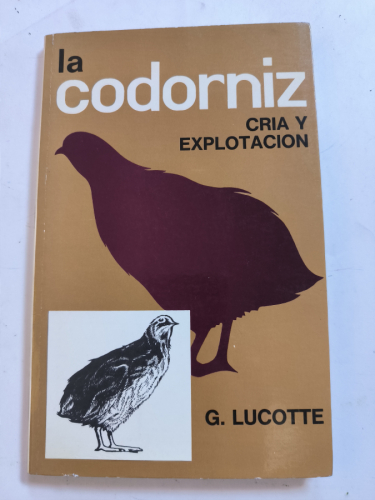 la
codorniz
CRIA Y
EXPLOTACION
G. LUCOTTE